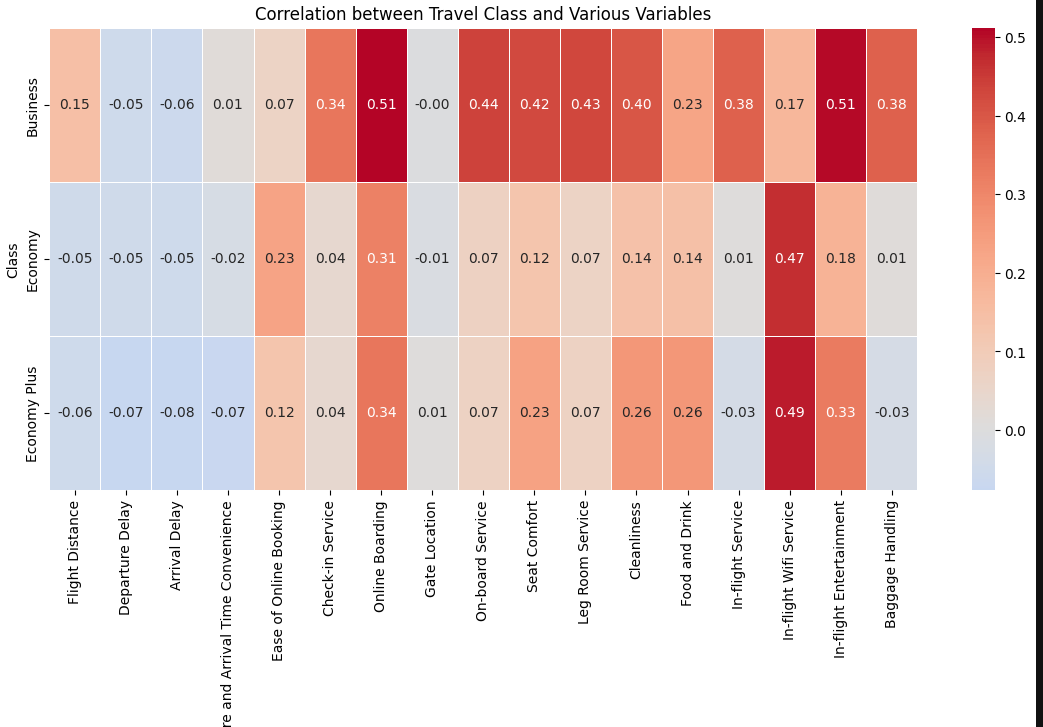 Correlation between Travel Class and Various Variables
Class
Business
0.15 -0.05 -0.06 0.01 0.07 0.34 0.51 -0.00 0.44 0.42 0.43 0.40 0.23 0.38 0.17 0.51 0.38
Economy
-0.05 -0.05 -0.05 -0.02 0.23 0.04 0.31 -0.01 0.07 0.12 0.07 0.14 0.14 0.01 0.47 0.18 0.01
Economy Plus
-0.06 -0.07 -0.08 -0.07 0.12 0.04 0.34 0.01 0.07 0.23 0.07 0.26 0.26 -0.03 0.49 0.33 -0.03
Flight Distance
Departure Delay
Arrival Delay
re and Arrival Time Convenience
Ease of Online Booking
Check-in Service
Online Boarding
Gate Location
On-board Service
Seat Comfort
Leg Room Service
Cleanliness
Food and Drink
In-flight Service
In-flight Wifi Service
In-flight Entertainment
Baggage Handling
0.5
0.4
0.3
0.2
0.1
0.0